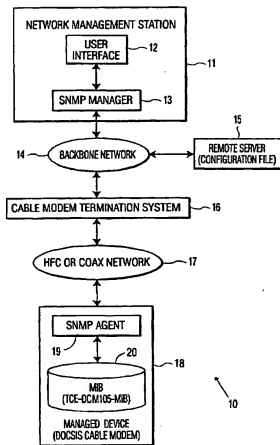 NETWORK MANAGEMENT STATION
USER
INTERFACE
12
11
SNMP MANAGER
13
15
14
BACKBONE NETWORK
REMOTE SERVER
(CONFIGURATION FILE)
CABLE MODEM TERMINATION SYSTEM
16
HFC OR COAX NETWORK
17
SNMP AGENT
19
20
18
MIB
(TCE-DCM105-MIB)
MANAGED DEVICE
(DOCSIS CABLE MODEM)
10